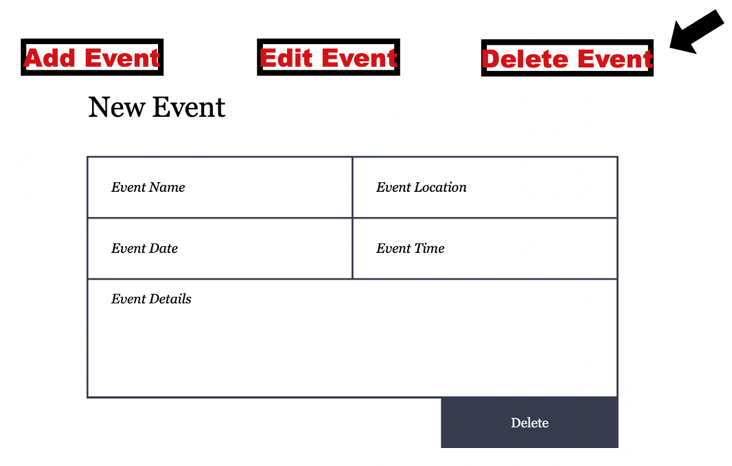 Add Event Edit Event Delete Event
New Event
Event Name Event Location
Event Date Event Time
Event Details
Delete